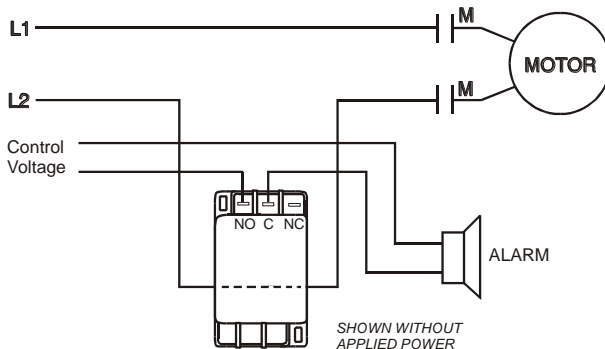 L1
M
MOTOR
L2
M
Control
Voltage
NO C NC
ALARM
SHOWN WITHOUT
APPLIED POWER